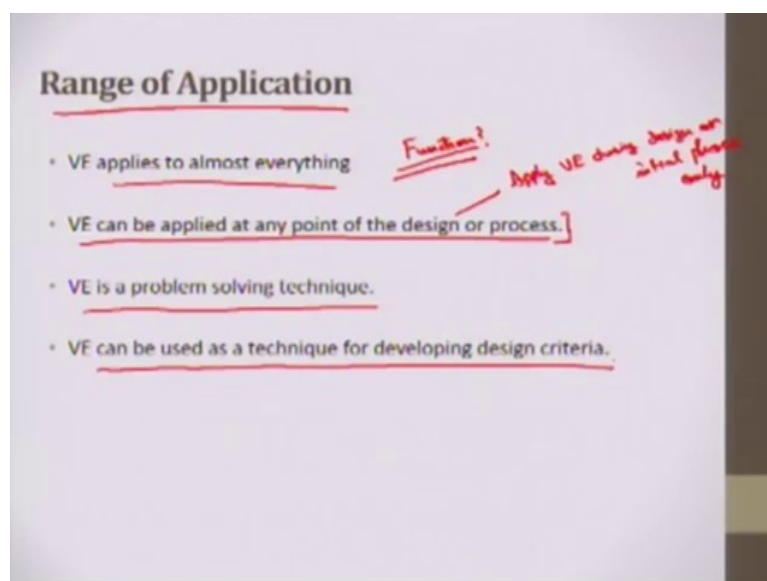 Range of Application
• VE applies to almost everything
Function?
Apply VE during design or
initial phases
only
• VE can be applied at any point of the design or process.]
• VE is a problem solving technique.
• VE can be used as a technique for developing design criteria.